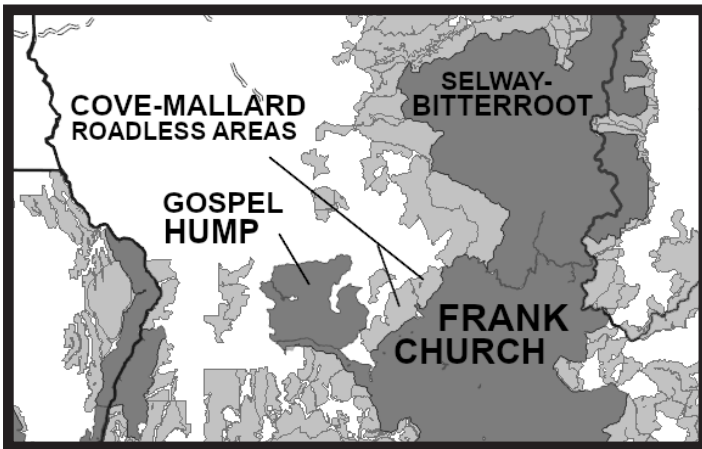 SELWAY-
BITTERROOT
COVE-MALLARD
ROADLESS AREAS
GOSPEL
HUMP
FRANK
CHURCH